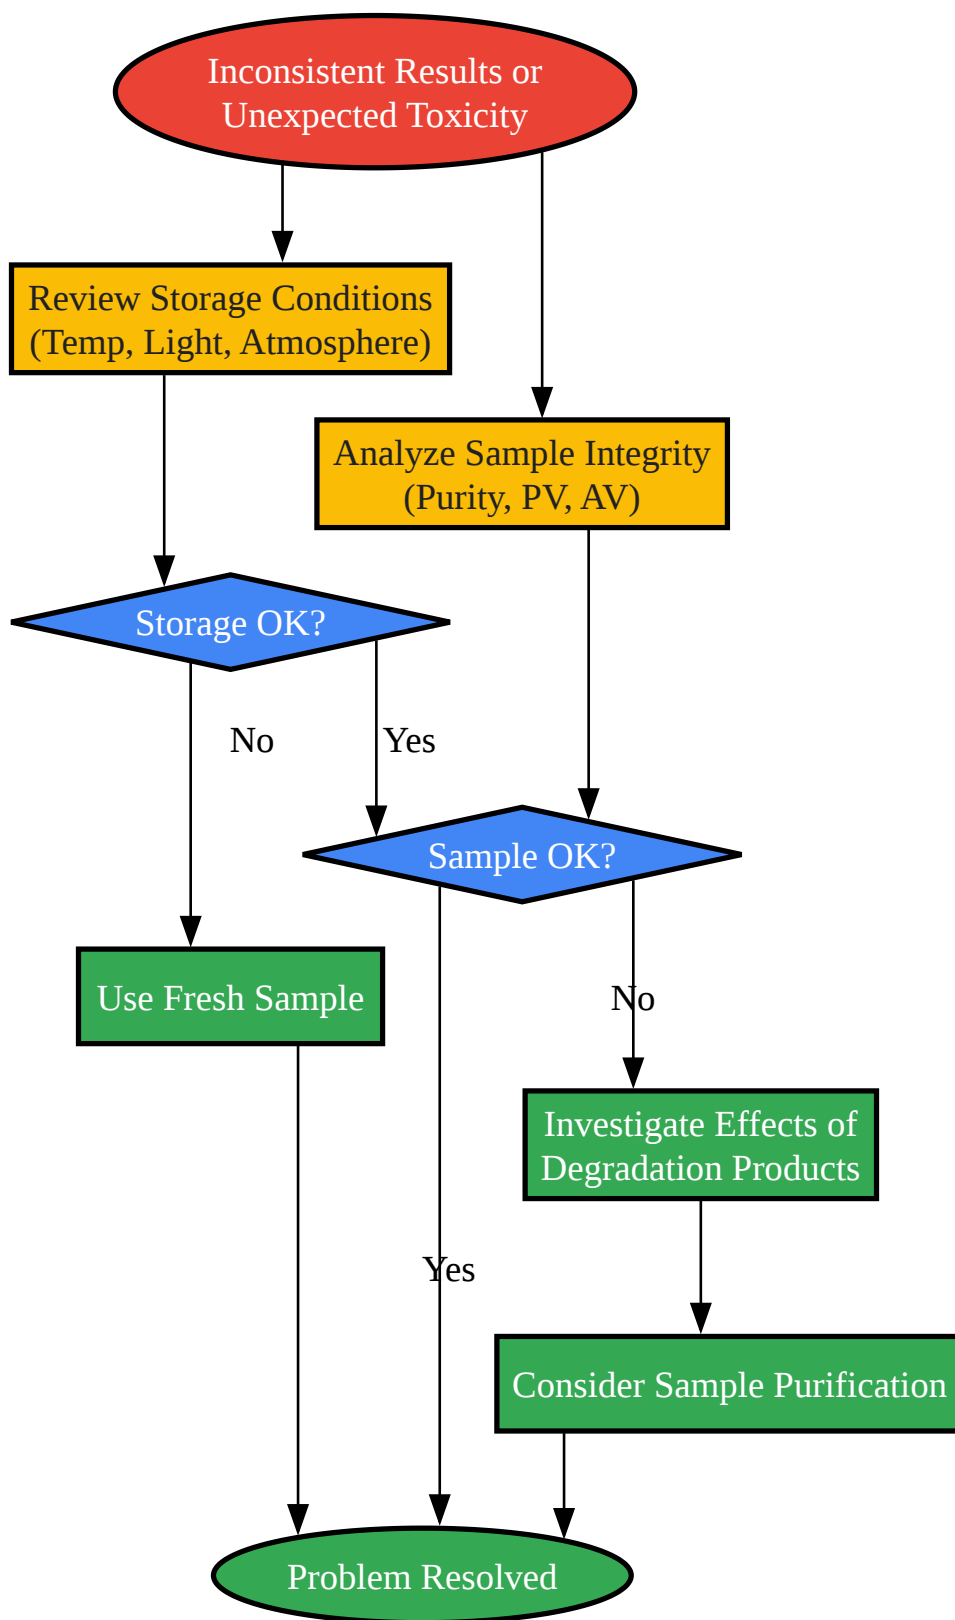 Inconsistent Results or
Unexpected Toxicity
Review Storage Conditions
(Temp, Light, Atmosphere)
Analyze Sample Integrity
(Purity, PV, AV)
Storage OK?
No
Yes
Sample OK?
Use Fresh Sample
No
Investigate Effects of
Degradation Products
Yes
Consider Sample Purification
Problem Resolved